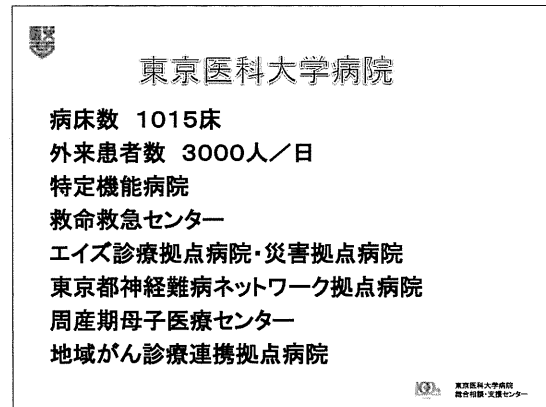 東京医科大学病院
病床数 1015床
外来患者数 3000人／日
特定機能病院
救命救急センター
エイズ診療拠点病院・災害拠点病院
東京都神経難病ネットワーク拠点病院
周産期母子医療センター
地域がん診療連携拠点病院
東京医科大学病院
総合相談・支援センター